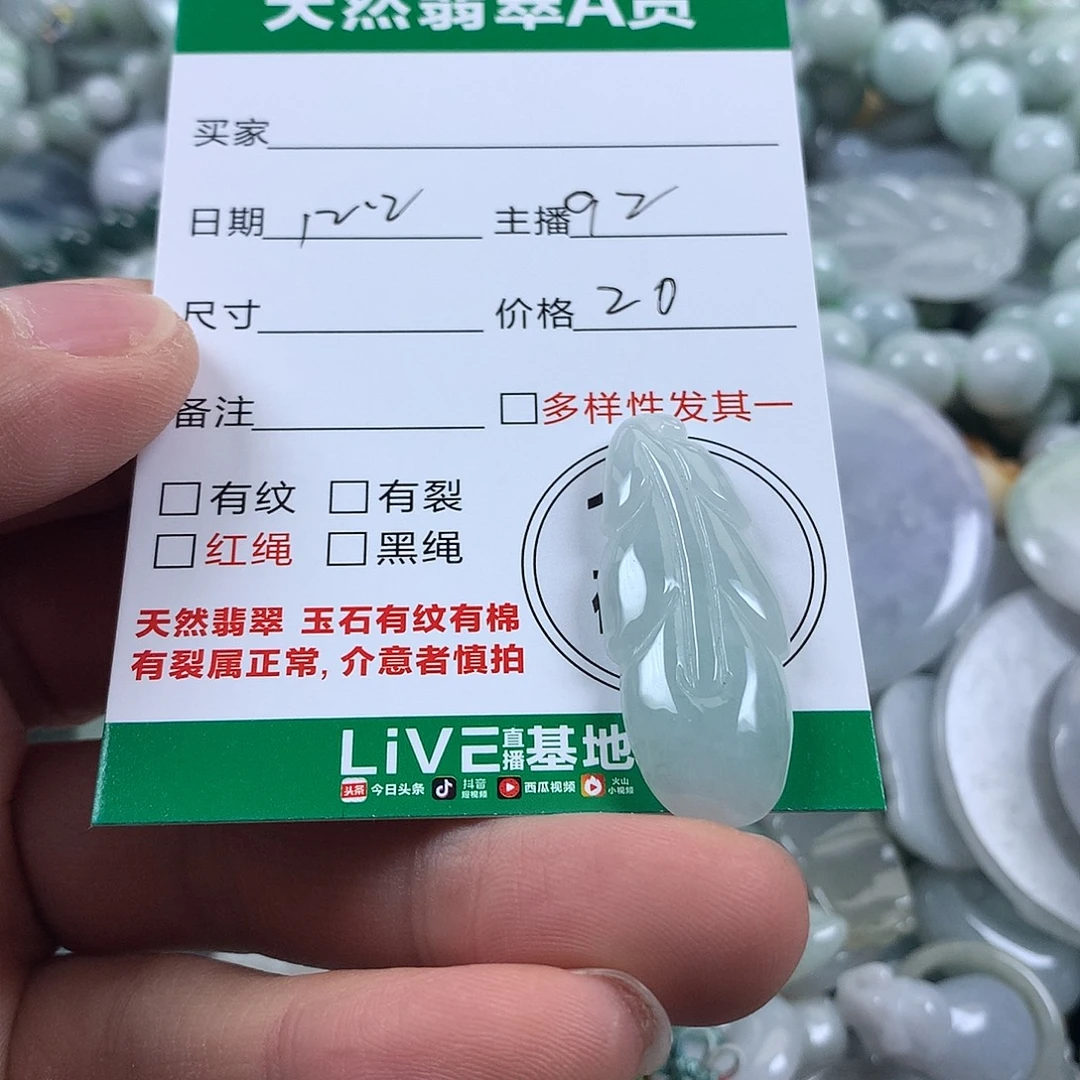 天然翡翠A货
买家
日期 12.2 主播 92
尺寸 价格 20
备注 □多样性发其一
□有纹 □有裂
□红绳 □黑绳
天然翡翠 玉石有纹有棉
有裂属正常, 介意者慎拍
LiVE直播基地
头条 今日头条 抖音短视频 西瓜视频 火山小视频